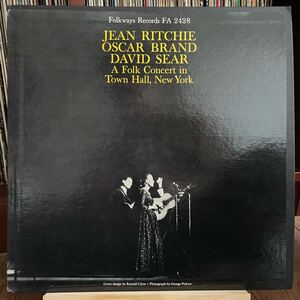 Folkways Records FA 2428
JEAN RITCHIE
OSCAR BRAND
DAVID SEAR
A Folk Concert in
Town Hall, New York
Cover design by Ronald Clyne • Photograph by George Pickow